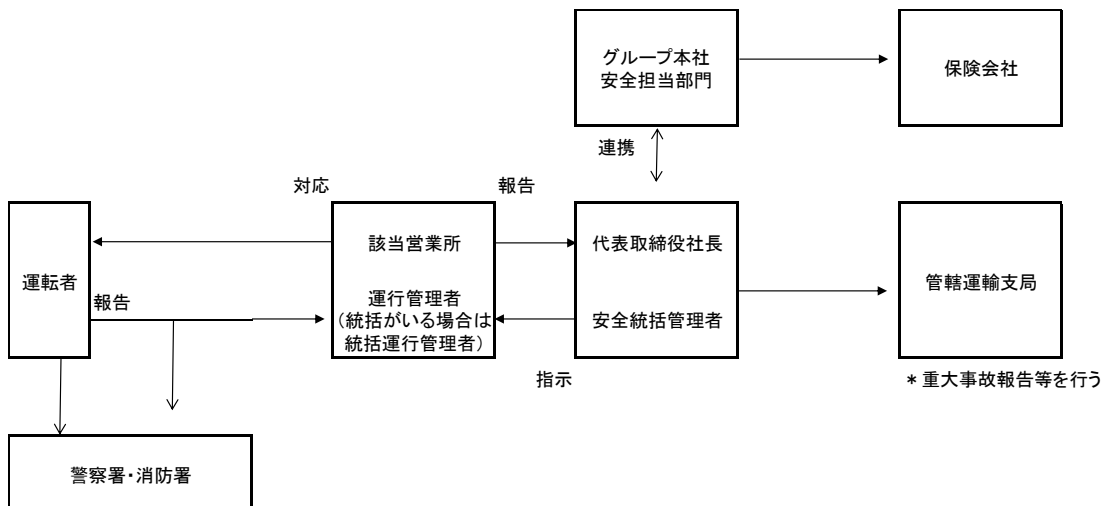 グループ本社
安全担当部門
保険会社
連携
対応
報告
運転者
報告
該当営業所
運行管理者
（統括がいる場合は
統括運行管理者）
代表取締役社長
安全統括管理者
管轄運輸支局
指示
＊重大事故報告等を行う
警察署・消防署